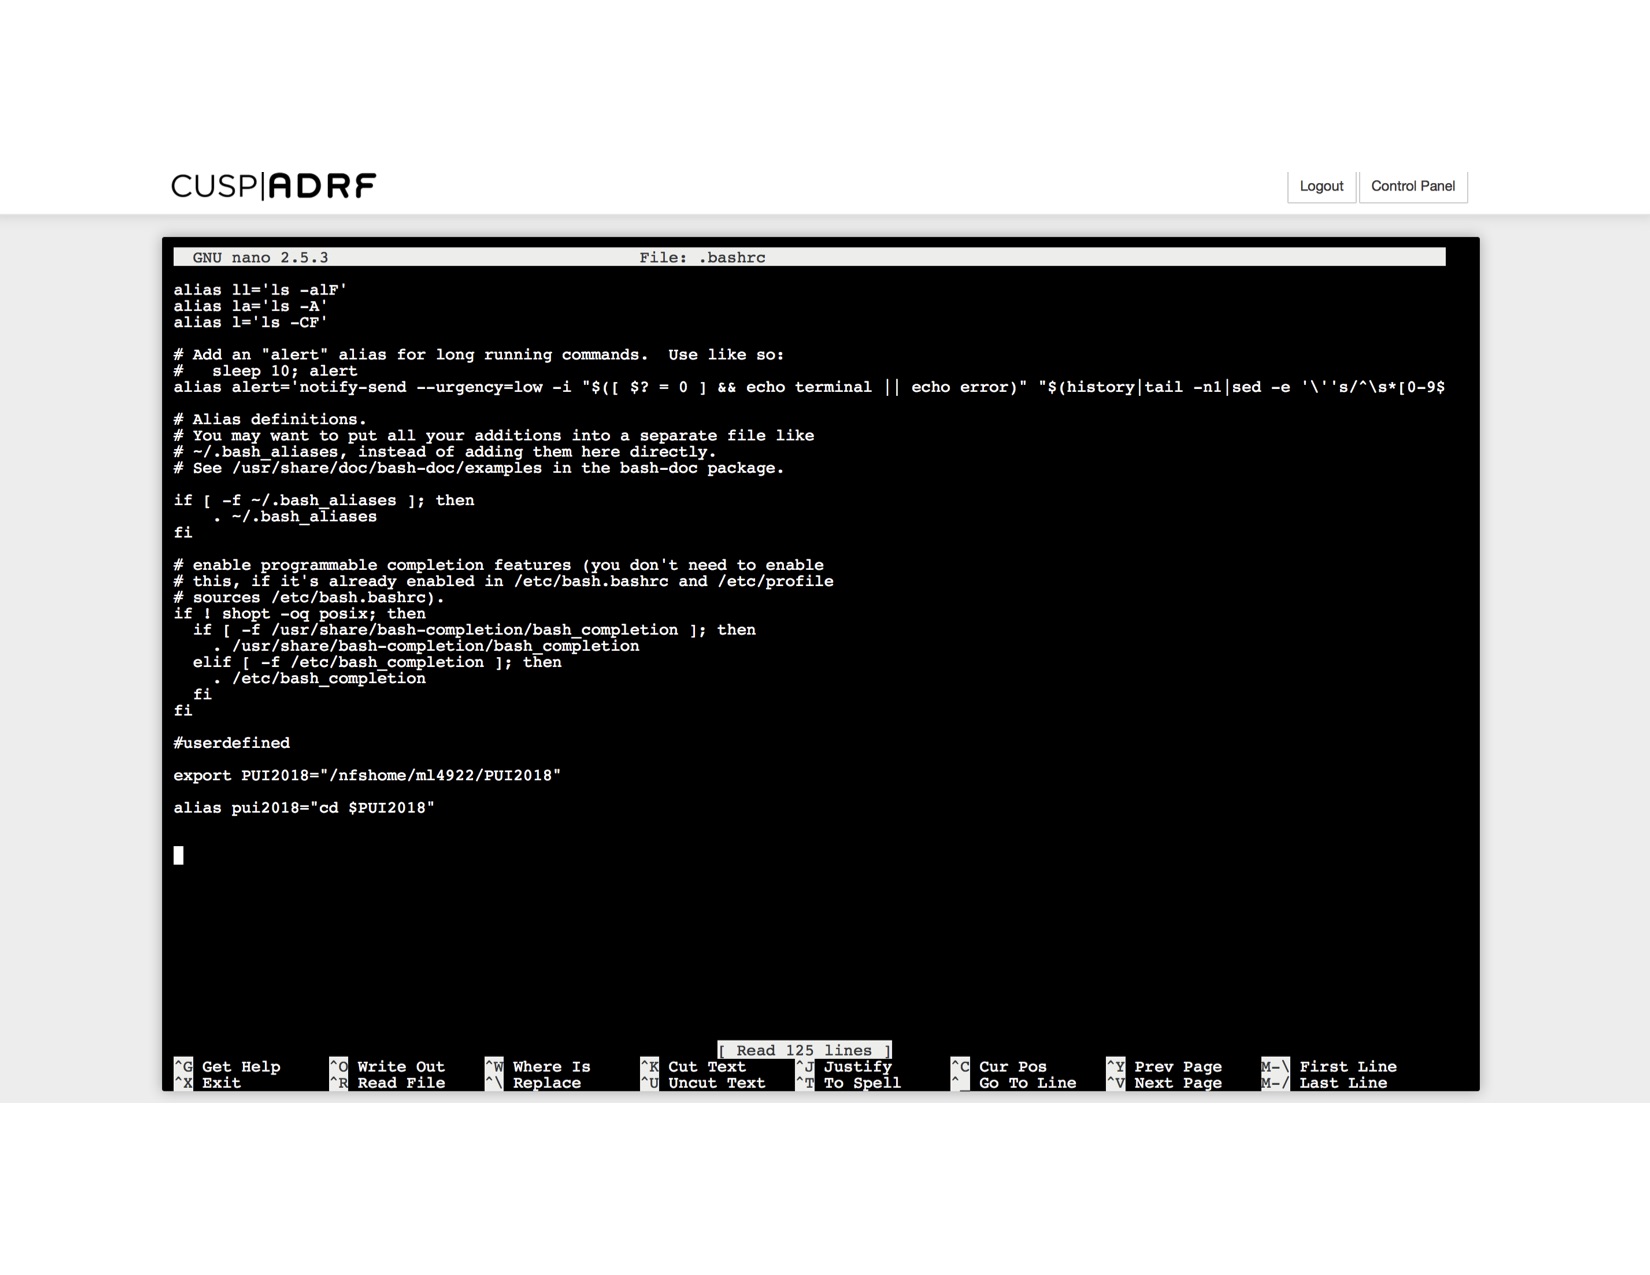 CUSP|ADRF
Logout
Control Panel
GNU nano 2.5.3 File: .bashrc
alias ll='ls -alF'
alias la='ls -A'
alias l='ls -CF'
# Add an "alert" alias for long running commands.  Use like so:
#   sleep 10; alert
alias alert='notify-send --urgency=low -i "$([ $? = 0 ] && echo terminal || echo error)" "$(history|tail -n1|sed -e '\''s/^\s*[0-9$
# Alias definitions.
# You may want to put all your additions into a separate file like
# ~/.bash_aliases, instead of adding them here directly.
# See /usr/share/doc/bash-doc/examples in the bash-doc package.
if [ -f ~/.bash_aliases ]; then
    . ~/.bash_aliases
fi
# enable programmable completion features (you don't need to enable
# this, if it's already enabled in /etc/bash.bashrc and /etc/profile
# sources /etc/bash.bashrc).
if ! shopt -oq posix; then
  if [ -f /usr/share/bash-completion/bash_completion ]; then
    . /usr/share/bash-completion/bash_completion
  elif [ -f /etc/bash_completion ]; then
    . /etc/bash_completion
  fi
fi
#userdefined
export PUI2018="/nfshome/ml4922/PUI2018"
alias pui2018="cd $PUI2018"
[ Read 125 lines ]
^G Get Help ^O Write Out ^W Where Is ^K Cut Text ^J Justify ^C Cur Pos ^Y Prev Page M-\ First Line
^X Exit ^R Read File ^\ Replace ^U Uncut Text ^T To Spell ^_ Go To Line ^V Next Page M-/ Last Line